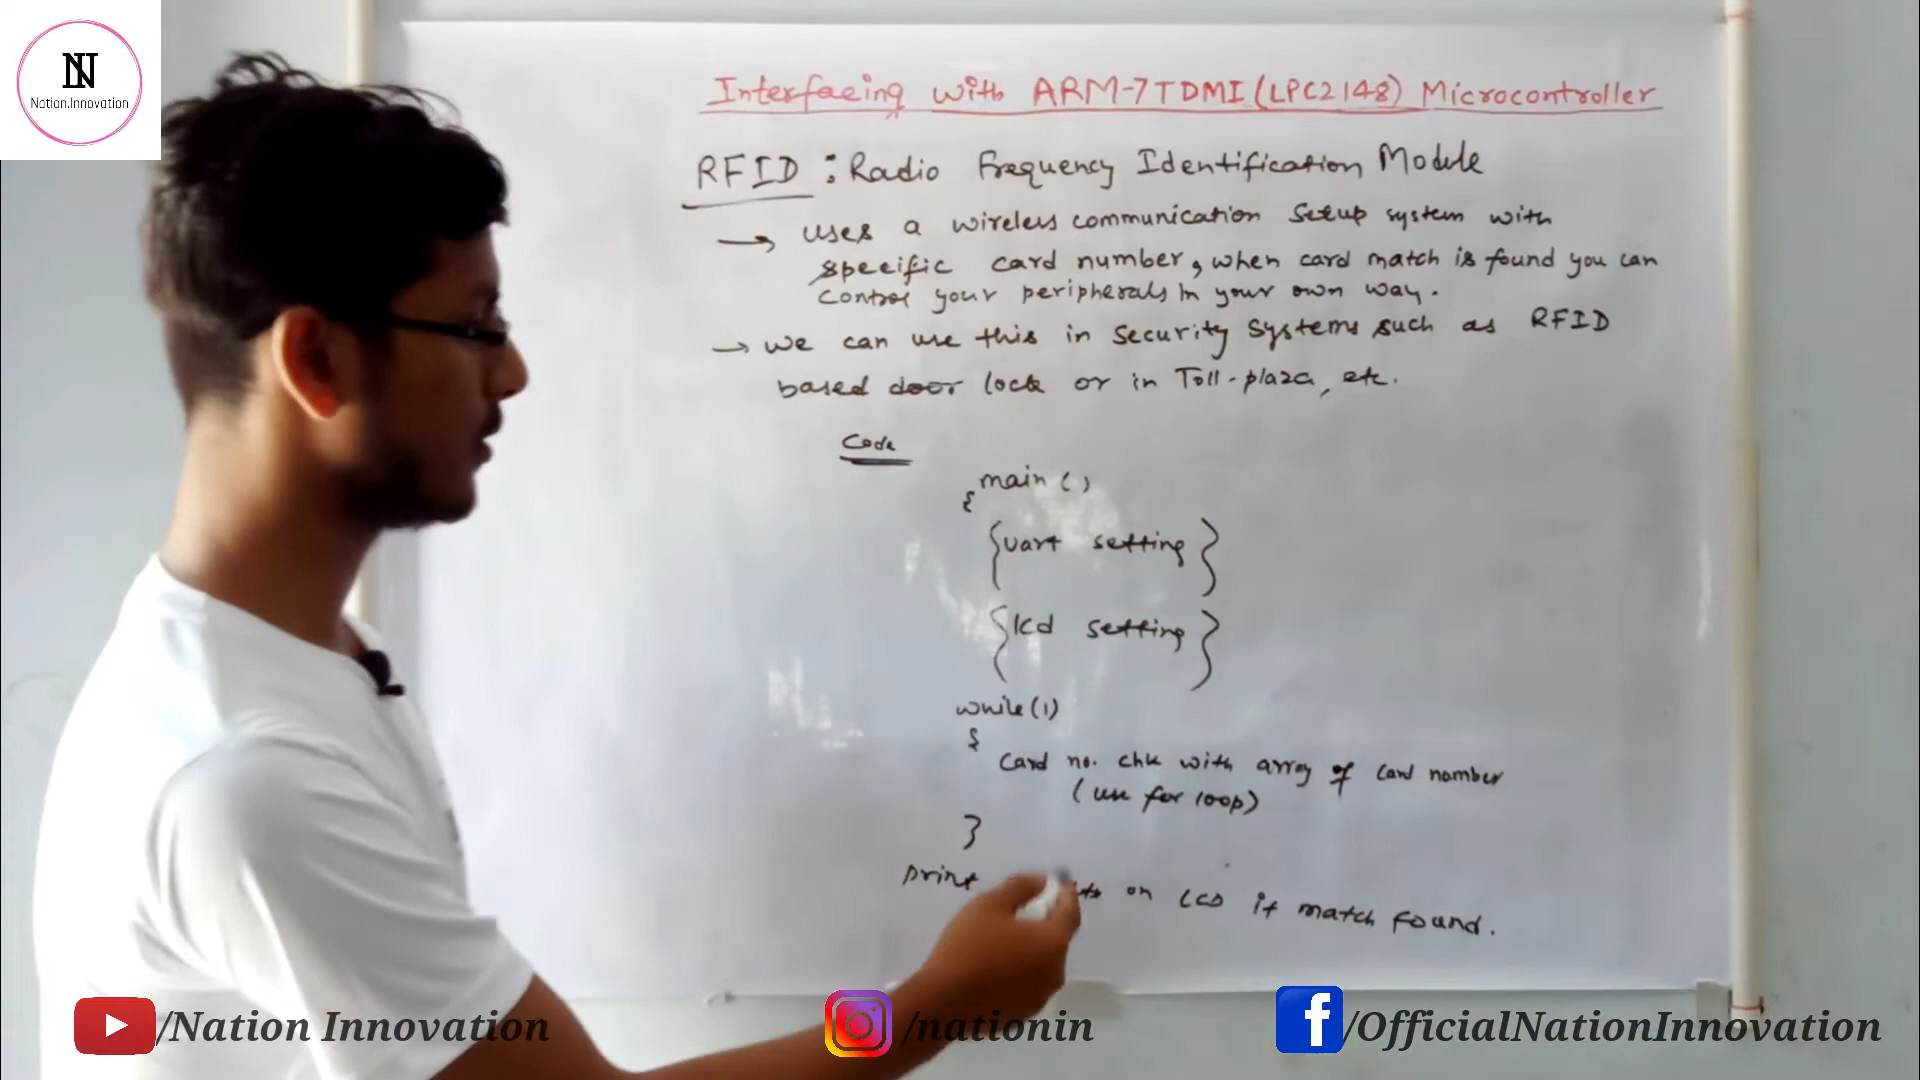 NI
Nation.Innovation
Interfacing with ARM-7TDMI(LPC2148) Microcontroller
RFID : Radio Frequency Identification Module
→ uses a wireless communication setup system with
specific card number, when card match is found you can
control your peripherals in your own way.
→ we can use this in security systems such as RFID
based door lock or in Toll-plaza, etc.
Code
main ( )
{
{uart setting}
{lcd setting}
while(1)
{
Card no. chk with array of card number
(use for loop)
}
print on LCD if match found.
/Nation Innovation
/nationin
/OfficialNationInnovation